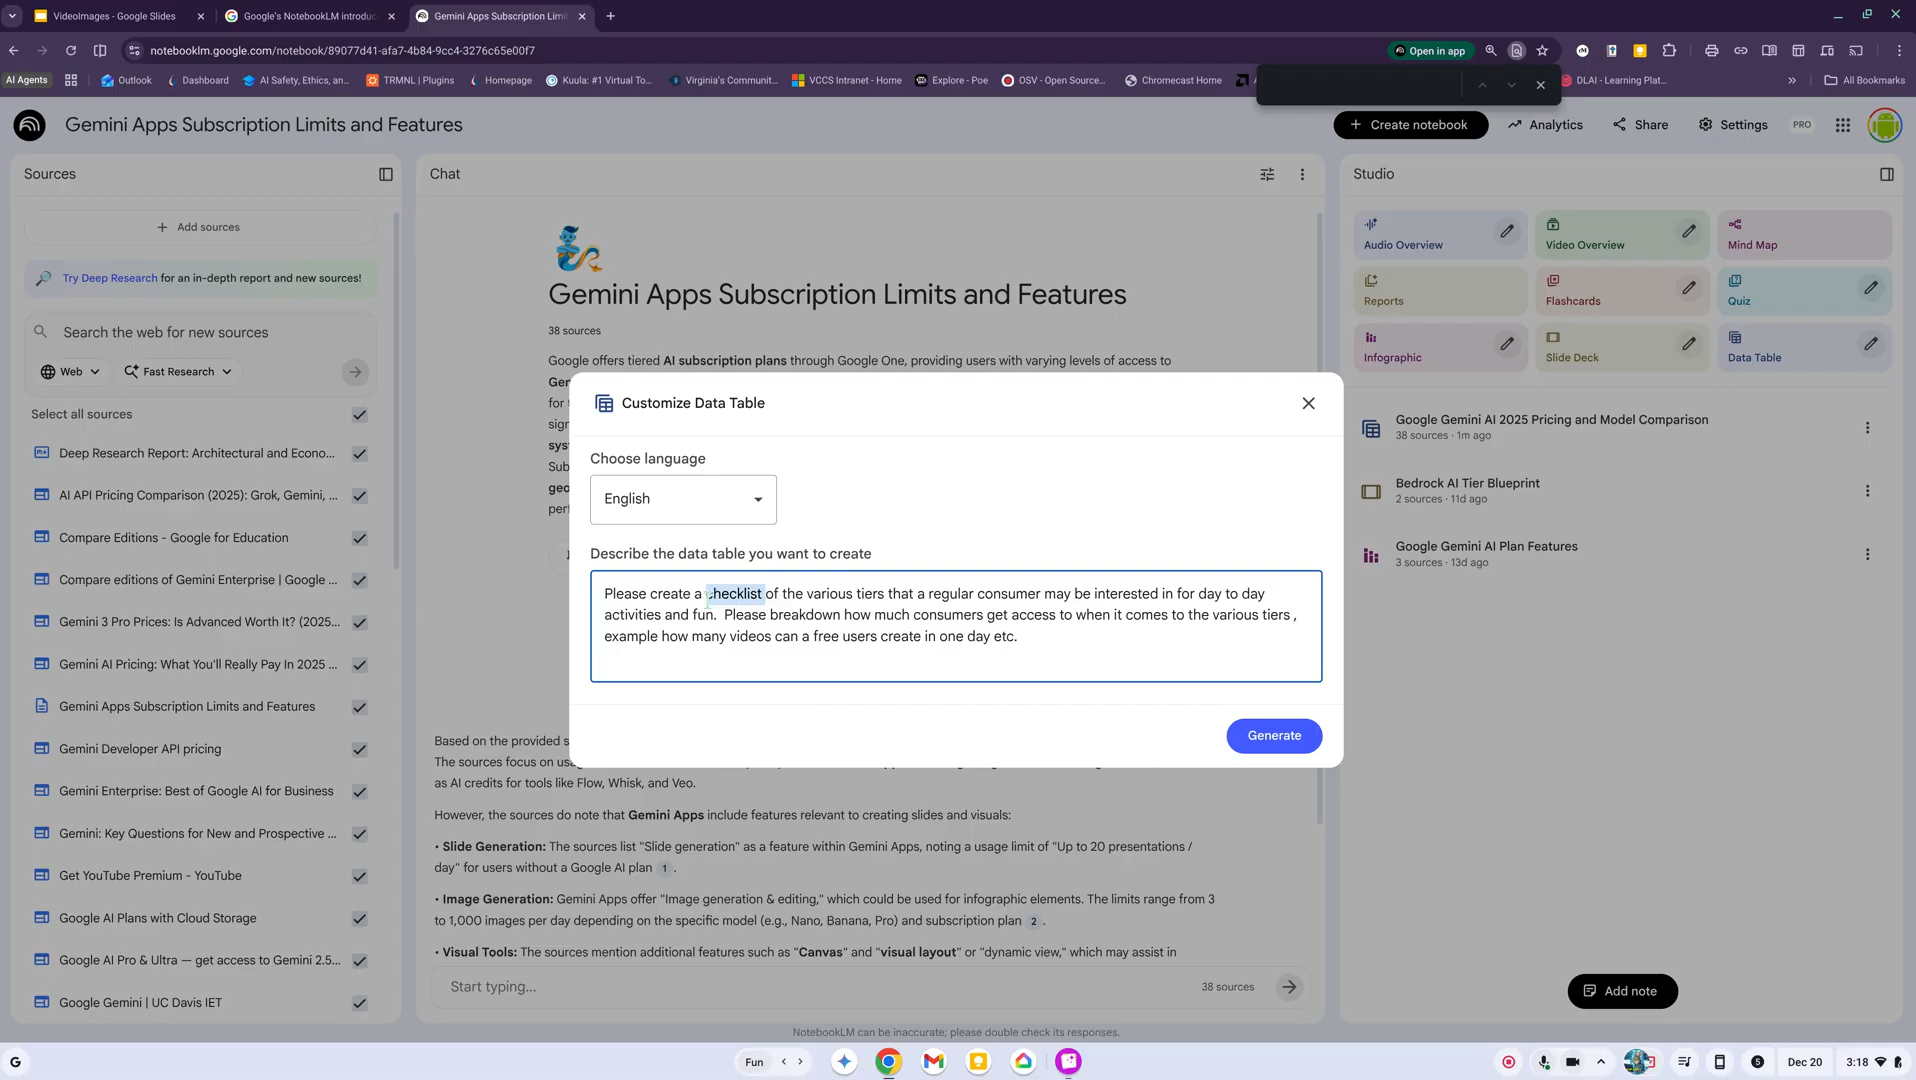 VideoImages - Google Slides
Google's NotebookLM introduc
Gemini Apps Subscription Limi
notebooklm.google.com/notebook/89077d41-afa7-4b84-9cc4-3276c65e00f7
Open in app
AI Agents
Outlook
Dashboard
AI Safety, Ethics, an...
TRMNL | Plugins
Homepage
Kuula: #1 Virtual To...
Virginia's Communit...
VCCS Intranet - Home
Explore - Poe
OSV - Open Source...
Chromecast Home
DLAI - Learning Plat...
All Bookmarks
Gemini Apps Subscription Limits and Features
Create notebook
Analytics
Share
Settings
PRO
Sources
Add sources
Try Deep Research for an in-depth report and new sources!
Search the web for new sources
Web
Fast Research
Select all sources
Deep Research Report: Architectural and Econo...
AI API Pricing Comparison (2025): Grok, Gemini, ...
Compare Editions - Google for Education
Compare editions of Gemini Enterprise | Google ...
Gemini 3 Pro Prices: Is Advanced Worth It? (2025...
Gemini AI Pricing: What You'll Really Pay In 2025 ...
Gemini Apps Subscription Limits and Features
Gemini Developer API pricing
Gemini Enterprise: Best of Google AI for Business
Gemini: Key Questions for New and Prospective ...
Get YouTube Premium - YouTube
Google AI Plans with Cloud Storage
Google AI Pro & Ultra — get access to Gemini 2.5...
Google Gemini | UC Davis IET
Chat
Gemini Apps Subscription Limits and Features
38 sources
Google offers tiered AI subscription plans through Google One, providing users with varying levels of access to
Gen
for t
sign
syst
Sub
geo
perf
Customize Data Table
Choose language
English
Describe the data table you want to create
Please create a checklist of the various tiers that a regular consumer may be interested in for day to day
activities and fun. Please breakdown how much consumers get access to when it comes to the various tiers ,
example how many videos can a free users create in one day etc.
Generate
Based on the provided s
The sources focus on usag
as AI credits for tools like Flow, Whisk, and Veo.
However, the sources do note that Gemini Apps include features relevant to creating slides and visuals:
• Slide Generation: The sources list "Slide generation" as a feature within Gemini Apps, noting a usage limit of "Up to 20 presentations /
day" for users without a Google AI plan 1 .
• Image Generation: Gemini Apps offer "Image generation & editing," which could be used for infographic elements. The limits range from 3
to 1,000 images per day depending on the specific model (e.g., Nano, Banana, Pro) and subscription plan 2 .
• Visual Tools: The sources mention additional features such as "Canvas" and "visual layout" or "dynamic view," which may assist in
Start typing...
38 sources
NotebookLM can be inaccurate; please double check its responses.
Studio
Audio Overview
Video Overview
Mind Map
Reports
Flashcards
Quiz
Infographic
Slide Deck
Data Table
Google Gemini AI 2025 Pricing and Model Comparison
38 sources · 1m ago
Bedrock AI Tier Blueprint
2 sources · 11d ago
Google Gemini AI Plan Features
3 sources · 13d ago
Add note
G
Fun
5
Dec 20
3:18